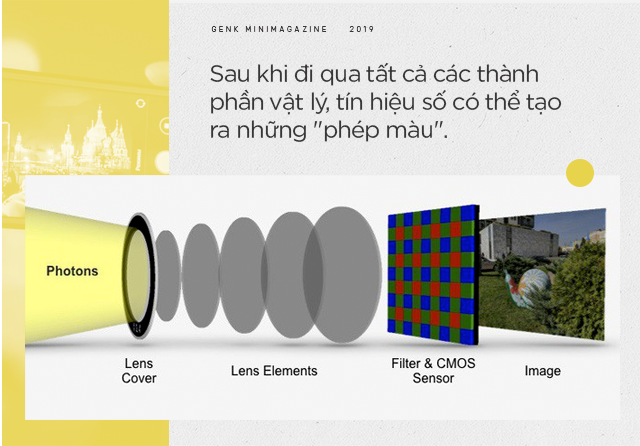 GENK MINIMAGAZINE 2019
Sau khi đi qua tất cả các thành
phần vật lý, tín hiệu số có thể tạo
ra những "phép màu".
Photons
Lens
Cover
Lens Elements
Filter & CMOS
Sensor
Image